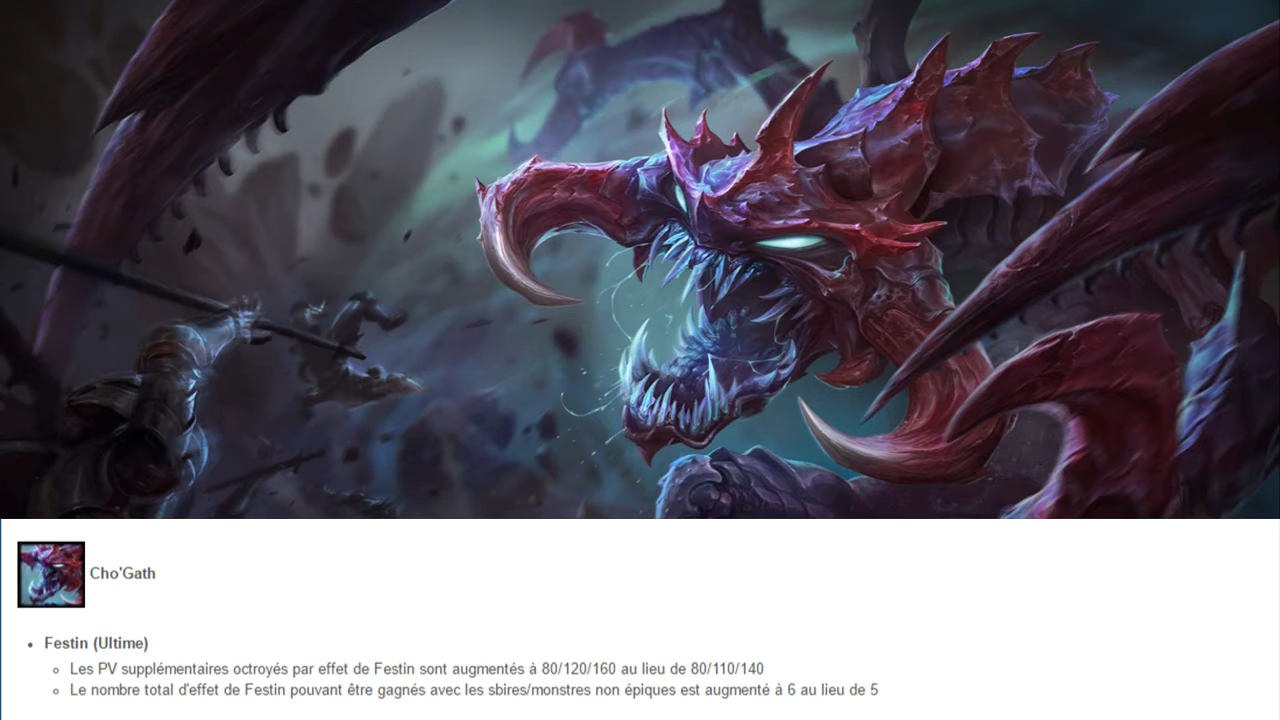 Cho'Gath
Festin (Ultime)
Les PV supplémentaires octroyés par effet de Festin sont augmentés à 80/120/160 au lieu de 80/110/140
Le nombre total d'effet de Festin pouvant être gagnés avec les sbires/monstres non épiques est augmenté à 6 au lieu de 5